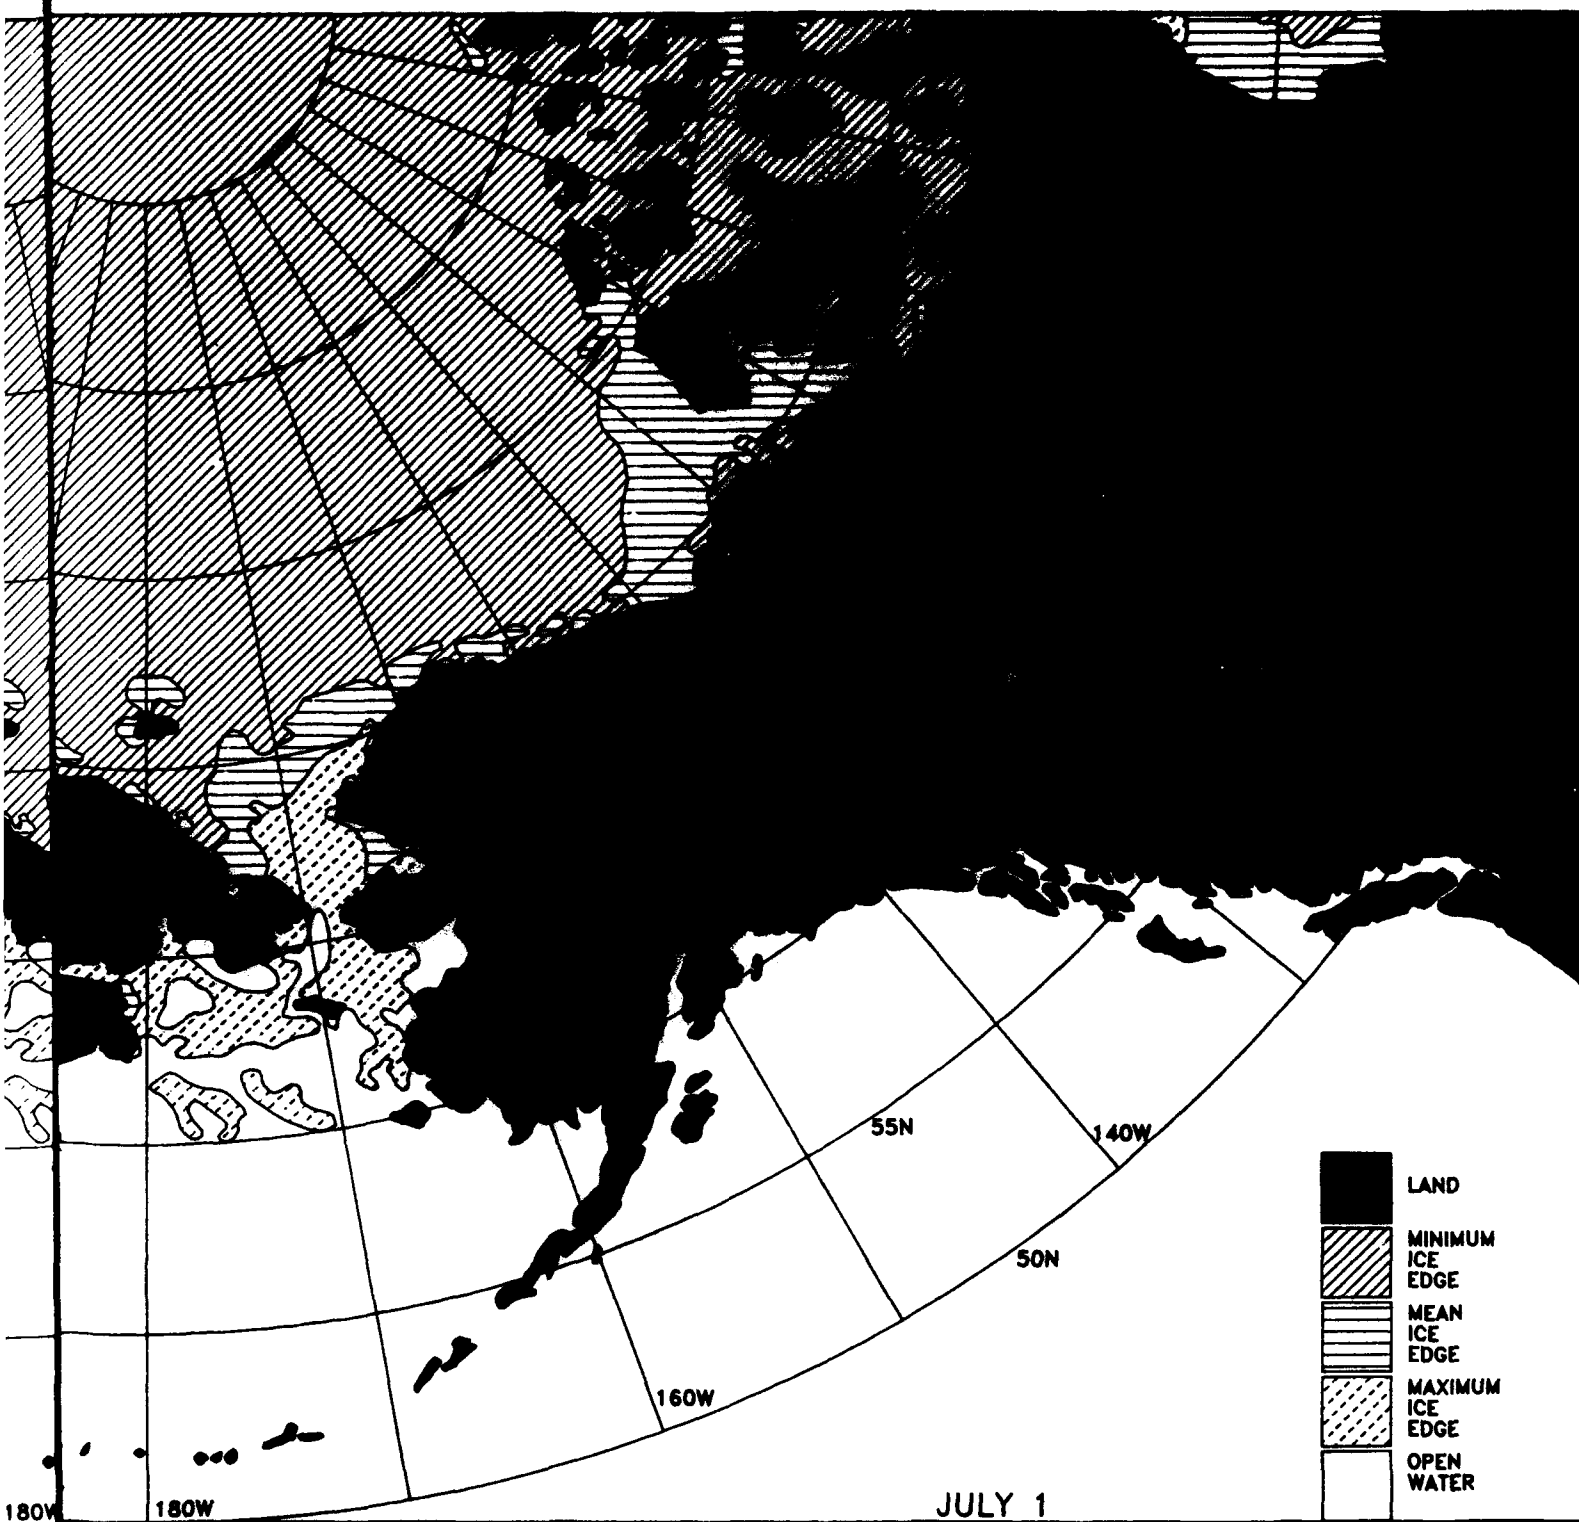 55N
140W
50N
160W
180W
180W
JULY 1
LAND
MINIMUM
ICE
EDGE
MEAN
ICE
EDGE
MAXIMUM
ICE
EDGE
OPEN
WATER